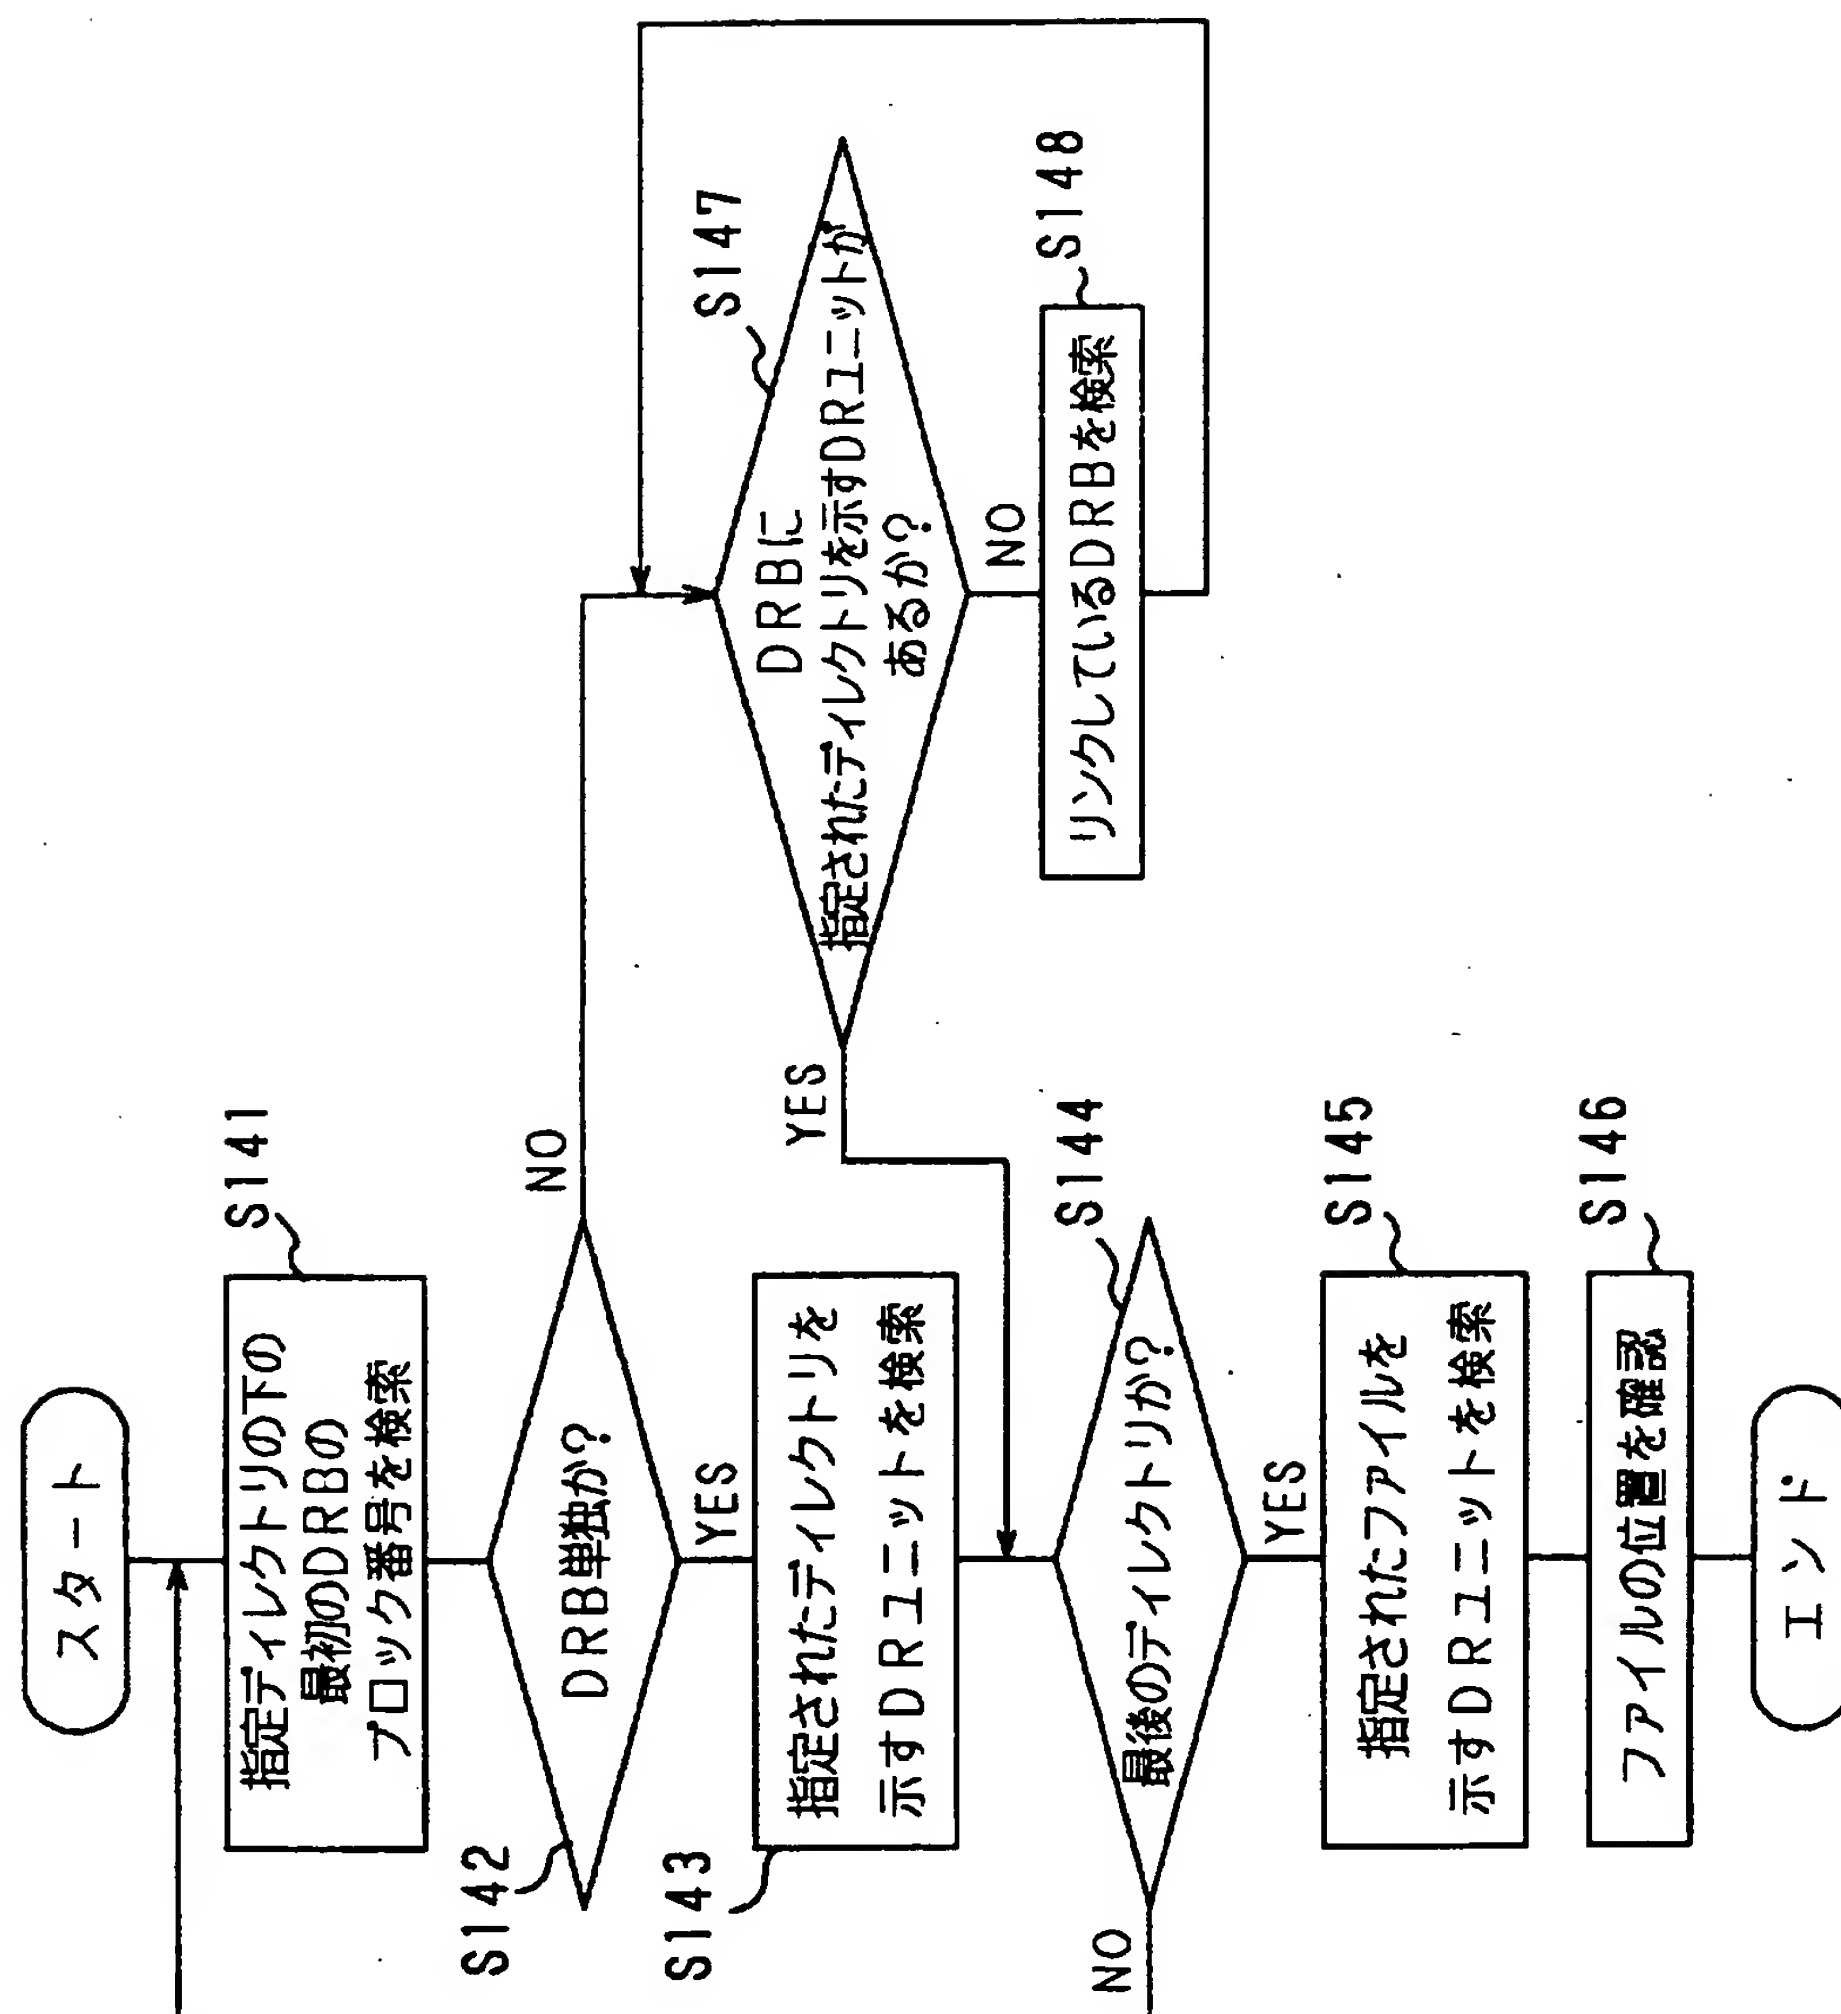 スタート
S141
指定ディレクトリの下の
最初のDRBの
ブロック番号を検索
S142
DRB単独か?
NO
YES
S143
指定されたディレクトリを
示すDRユニットを検索
S147
DRBに
指定されたディレクトリを示すDRユニットが
あるか?
YES
NO
S148
リンクしているDRBを検索
S144
最後のディレクトリか?
NO
YES
S145
指定されたファイルを
示すDRユニットを検索
S146
ファイルの位置を確認
エンド